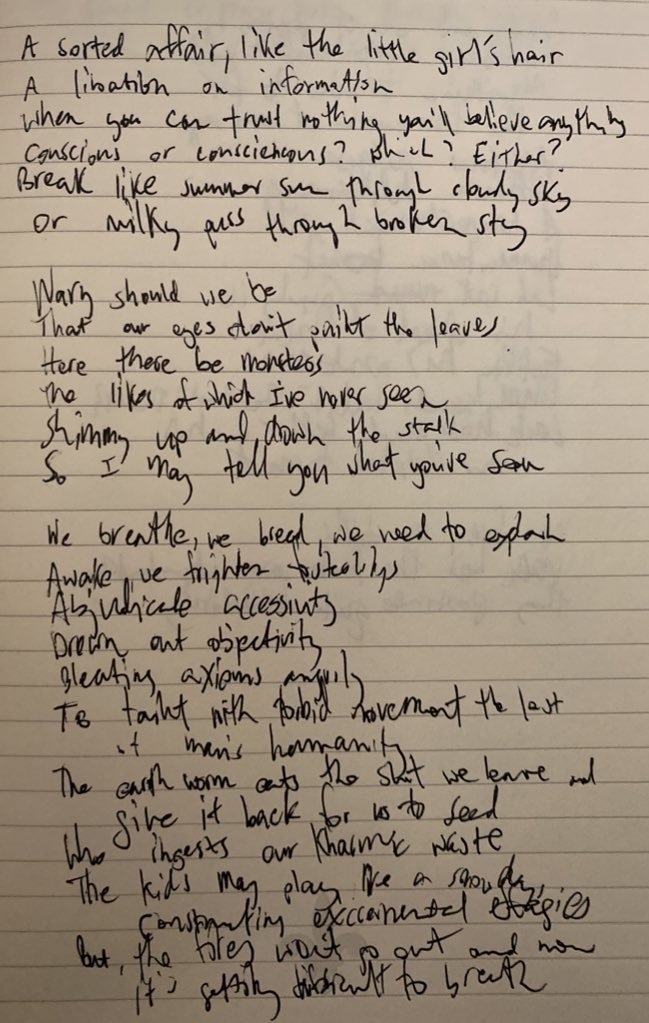 A sorted affair, like the little girl's hair
A libation on information
When you can trust nothing you'll believe anything
Conscious or consciencous? Which? Either?
Break like summer sun through cloudy sky
or milky puss through broken sty
Wary should we be
That our eyes don't paint the leaves
Here there be monsters
The likes of which I've never seen
Shimmy up and down the stalk
So I may tell you what you've seen
We breathe, we breed, we need to explain
Awake, we frighten
Abjudicate
Drown out objectivity
Bleating axioms angrily
To taint with torbid movement the last
of man's humanity
The earth worm eats the shit we leave and
give it back for us to feed
Who ingests our Kharmic waste
The kids may play like a snow day,
constructing excremental effigies
but, the fires won't go out and now
it's getting difficult to breath